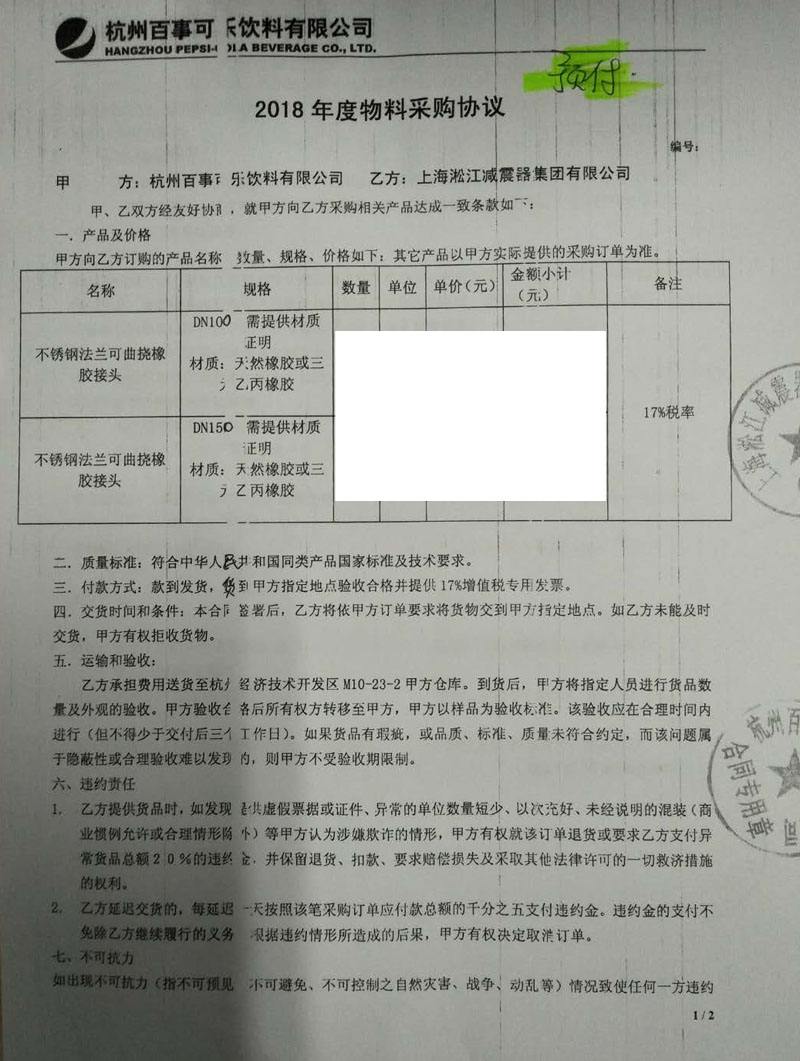 杭州百事可乐饮料有限公司
HANGZHOU PEPSI- LA BEVERAGE CO., LTD.
预付.
2018 年度物料采购协议
编号:
甲 方: 杭州百事可乐饮料有限公司 乙方: 上海淞江减震器集团有限公司
甲、乙双方经友好协商, 就甲方向乙方采购相关产品达成一致条款如下:
一. 产品及价格
甲方向乙方订购的产品名称 数量、规格、价格如下: 其它产品以甲方实际提供的采购订单为准。
名称 规格 数量 单位 单价(元) 金额小计(元) 备注
不锈钢法兰可曲挠橡
胶接头
DN100 需提供材质
证明
材质: 天然橡胶或三
元乙丙橡胶
不锈钢法兰可曲挠橡
胶接头
DN150 需提供材质
证明
材质: 天然橡胶或三
元乙丙橡胶
17%税率
二. 质量标准: 符合中华人民共和国同类产品国家标准及技术要求。
三. 付款方式: 款到发货, 货到甲方指定地点验收合格并提供 17%增值税专用发票。
四. 交货时间和条件: 本合同签署后, 乙方将依甲方订单要求将货物交到甲方指定地点。如乙方未能及时
交货, 甲方有权拒收货物。
五. 运输和验收:
乙方承担费用送货至杭州经济技术开发区 M10-23-2 甲方仓库。到货后, 甲方将指定人员进行货品数
量及外观的验收。甲方验收合格后所有权方转移至甲方, 甲方以样品为验收标准。该验收应在合理时间内
进行(但不得少于交付后三个工作日)。如果货品有瑕疵, 或品质、标准、质量未符合约定, 而该问题属
于隐蔽性或合理验收难以发现的, 则甲方不受验收期限制。
六、违约责任
1. 乙方提供货品时, 如发现提供虚假票据或证件、异常的单位数量短少、以次充好、未经说明的混装(商
业惯例允许或合理情形除外)等甲方认为涉嫌欺诈的情形, 甲方有权就该订单退货或要求乙方支付异
常货品总额20%的违约金, 并保留退货、扣款、要求赔偿损失及采取其他法律许可的一切救济措施
的权利。
2. 乙方延迟交货的, 每延迟一天按照该笔采购订单应付款总额的千分之五支付违约金。违约金的支付不
免除乙方继续履行的义务 根据违约情形所造成的后果, 甲方有权决定取消订单。
七、不可抗力
如出现不可抗力(指不可预见 不可避免、不可控制之自然灾害、战争、动乱等)情况致使任何一方违约
1 / 2
上海淞江减震器
杭州百
合同专用章